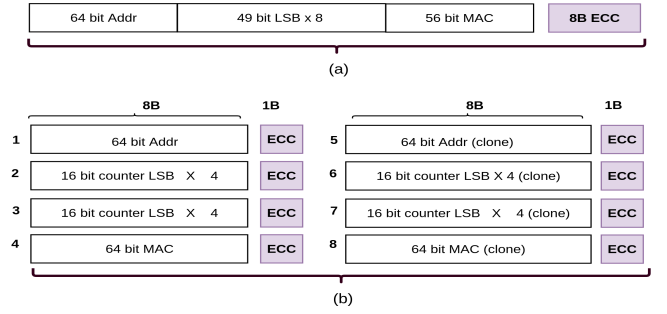 64 bit Addr 49 bit LSB x 8 56 bit MAC 8B ECC
(a)
8B 1B 8B 1B
1 64 bit Addr ECC 5 64 bit Addr (clone) ECC
2 16 bit counter LSB X 4 ECC 6 16 bit counter LSB X 4 (clone) ECC
3 16 bit counter LSB X 4 ECC 7 16 bit counter LSB X 4 (clone) ECC
4 64 bit MAC ECC 8 64 bit MAC (clone) ECC
(b)